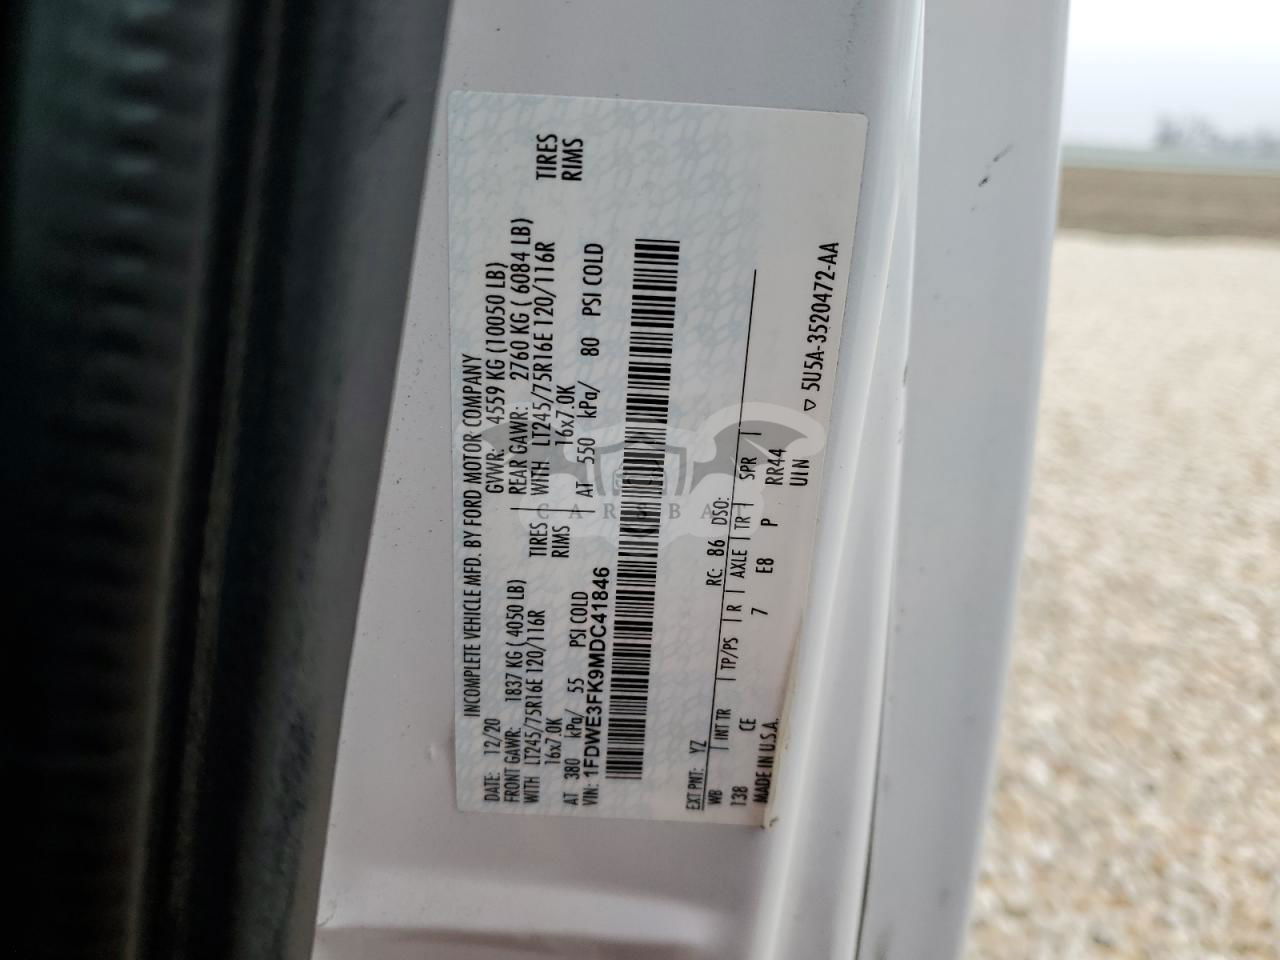 INCOMPLETE VEHICLE MFD. BY FORD MOTOR COMPANY
DATE: 12/20 GVWR: 4559 KG (10050 LB)
FRONT GAWR: 1837 KG ( 4050 LB) REAR GAWR: 2760 KG ( 6084 LB)
WITH LT245/75R16E 120/116R TIRES WITH LT245/75R16E 120/116R TIRES
16x7.0K RIMS 16x7.0K RIMS
AT 380 kPa/ 55 PSI COLD AT 550 kPa/ 80 PSI COLD
VIN: 1FDWE3FK9MDC41846
EXT PNT: YZ RC: 86 DSO:
WB INT TR TP/PS R AXLE TR SPR
138 CE 7 E8 P RR44
MADE IN U.S.A. UIN
▽ 5U5A-3520472-AA